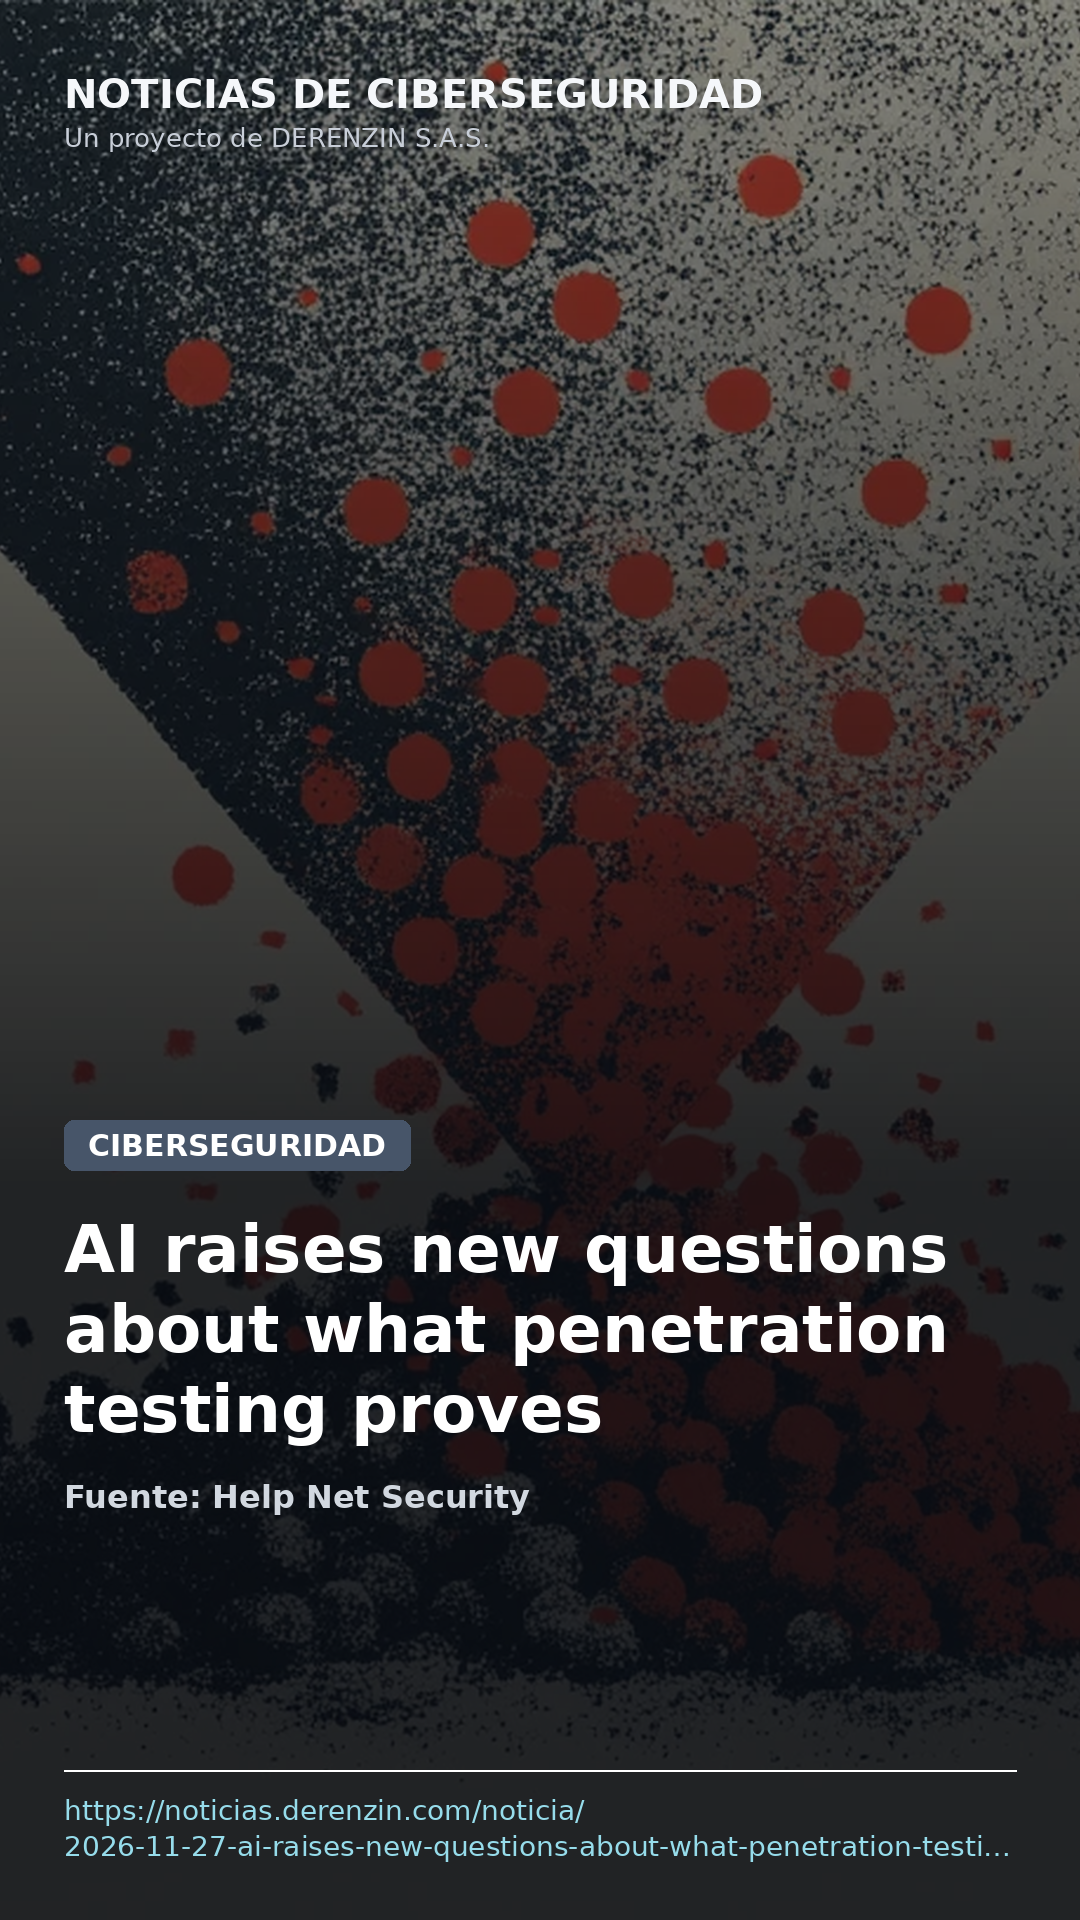 NOTICIAS DE CIBERSEGURIDAD
Un proyecto de DERENZIN S.A.S.
CIBERSEGURIDAD
AI raises new questions
about what penetration
testing proves
Fuente: Help Net Security
https://noticias.derenzin.com/noticia/
2026-11-27-ai-raises-new-questions-about-what-penetration-testi...